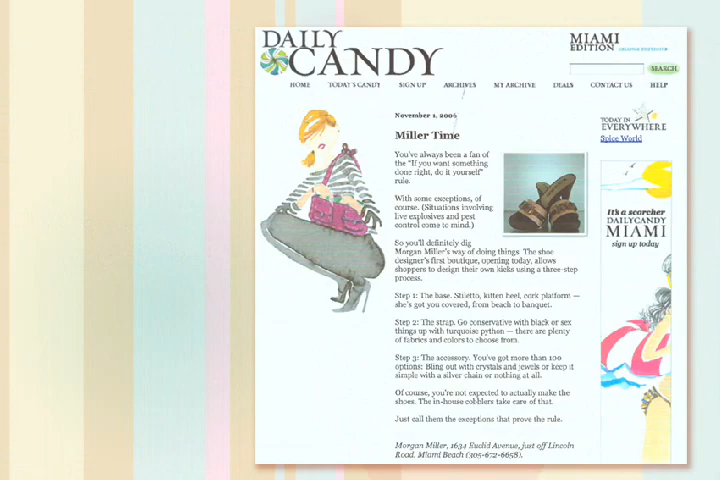 DAILY
CANDY
MIAMI
EDITION
SEARCH
HOME TODAY'S CANDY SIGN UP ARCHIVES MY ARCHIVE DEALS CONTACT US HELP
November 1, 2006
Miller Time
You've always been a fan of
the "If you want something
done right, do it yourself"
rule.
With some exceptions, of
course. (Situations involving
live explosives and pest
control come to mind.)
So you'll definitely dig
Morgan Miller's way of doing things. The shoe
designer's first boutique, opening today, allows
shoppers to design their own kicks using a three-step
process.
Step 1: The base. Stiletto, kitten heel, cork platform —
she's got you covered, from beach to banquet.
Step 2: The strap. Go conservative with black or sex
things up with turquoise python — there are plenty
of fabrics and colors to choose from.
Step 3: The accessory. You've got more than 100
options: Bling out with crystals and jewels or keep it
simple with a silver chain or nothing at all.
Of course, you're not expected to actually make the
shoes. The in-house cobblers take care of that.
Just call them the exceptions that prove the rule.
Morgan Miller, 1634 Euclid Avenue, just off Lincoln
Road, Miami Beach (305-672-6658).
TODAY IN
EVERYWHERE
Spice World
It's a scorcher
DAILYCANDY
MIAMI
sign up today